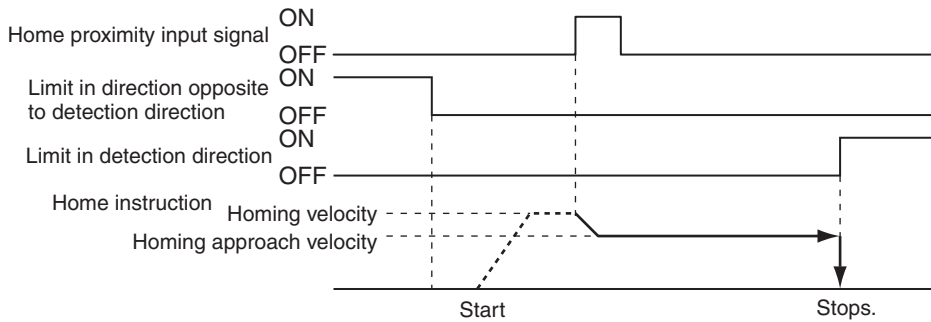 ON
Home proximity input signal
OFF
ON
Limit in direction opposite
to detection direction
OFF
ON
Limit in detection direction
OFF
Home instruction
Homing velocity
Homing approach velocity
Start
Stops.